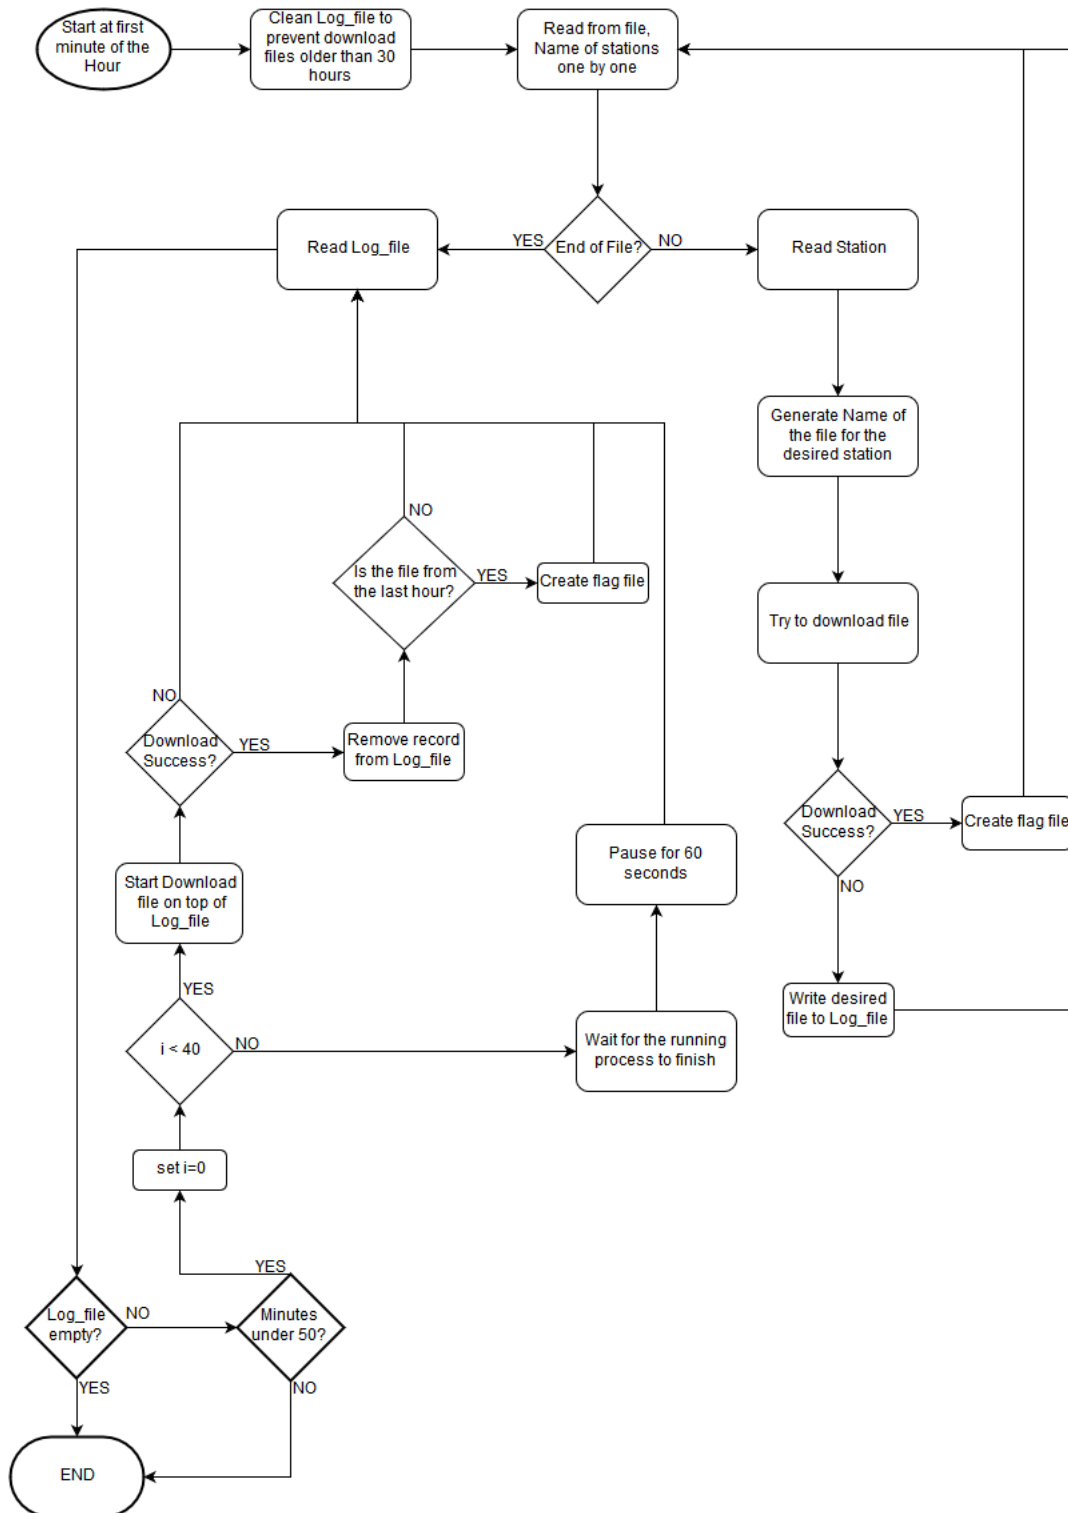 Start at first
minute of the
Hour
Clean Log_file to
prevent download
files older than 30
hours
Read from file,
Name of stations
one by one
Read Log_file
YES
End of File?
NO
Read Station
Generate Name of
the file for the
desired station
NO
Is the file from
the last hour?
YES
Create flag file
Try to download file
NO
Download
Success?
YES
Remove record
from Log_file
Download
Success?
YES
Create flag file
NO
Pause for 60
seconds
Start Download
file on top of
Log_file
YES
Write desired
file to Log_file
i < 40
NO
Wait for the running
process to finish
set i=0
YES
Log_file
empty?
NO
Minutes
under 50?
YES
NO
END